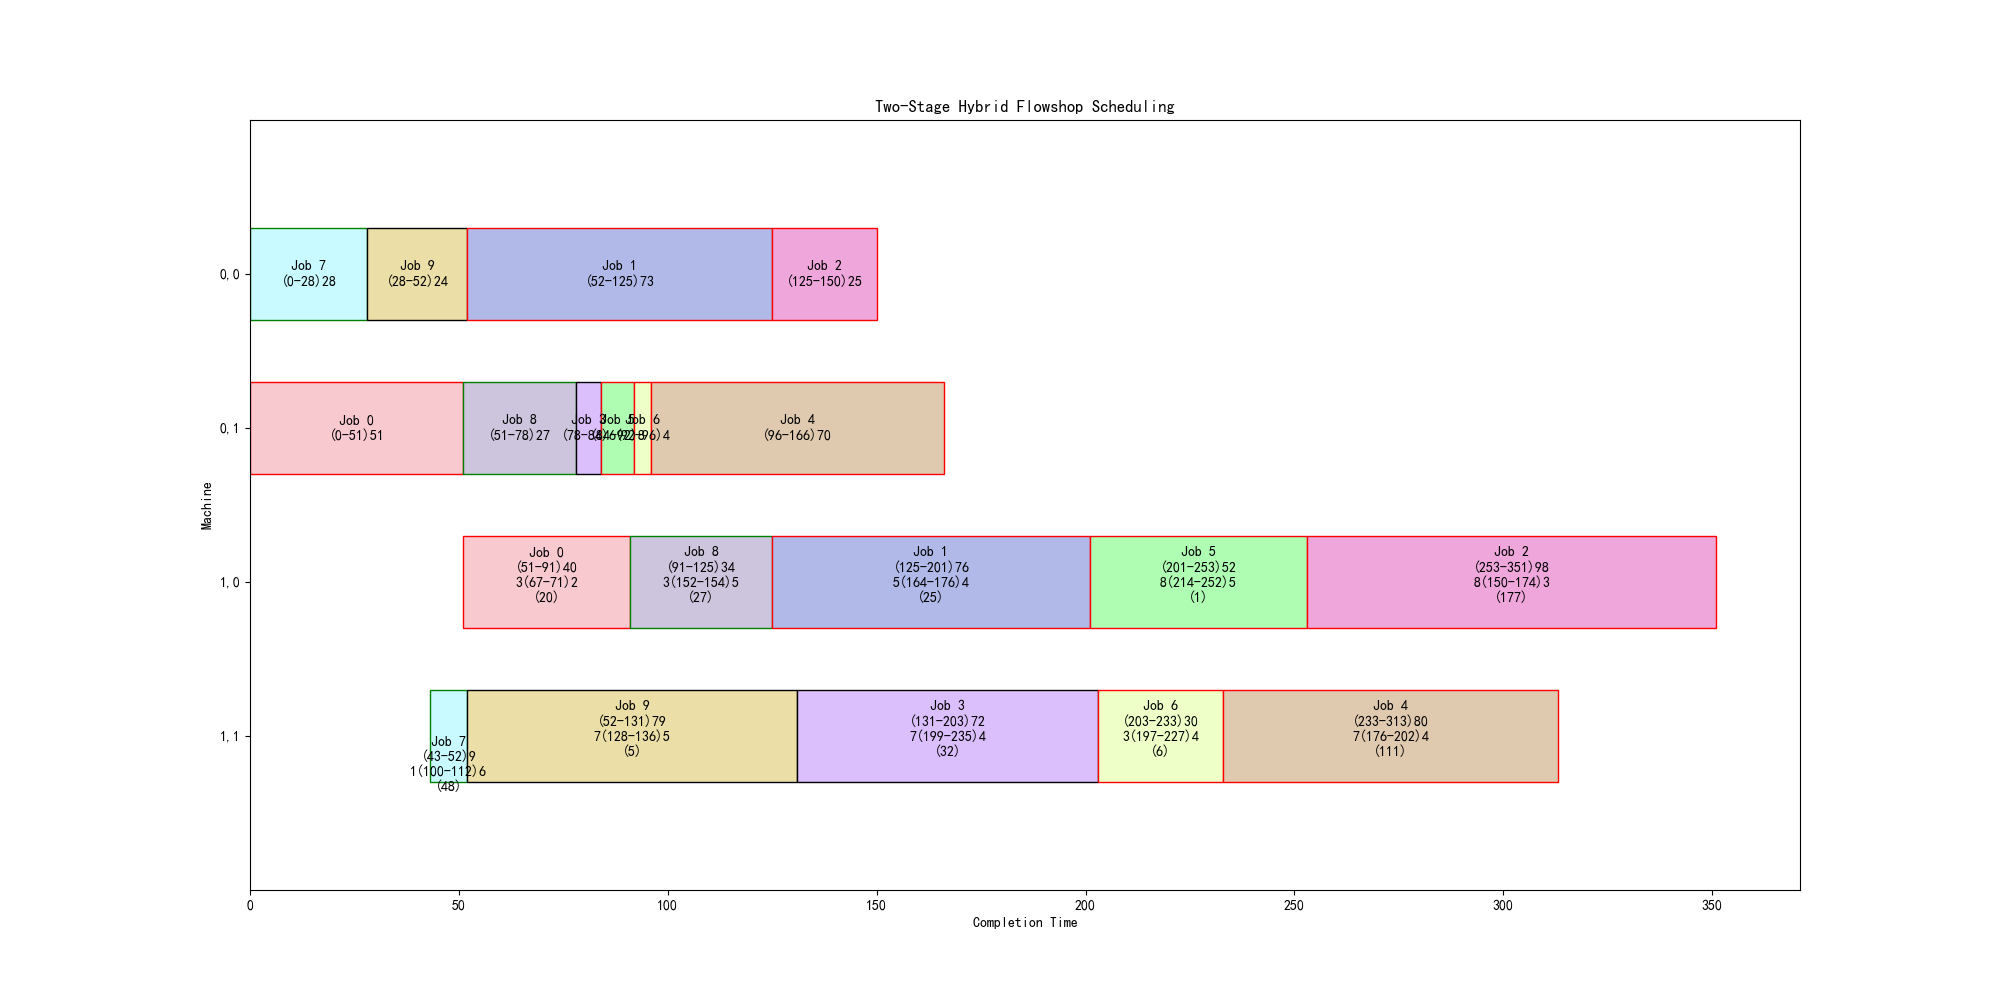 Two-Stage Hybrid Flowshop Scheduling
0,0
Job 7
(0-28)28
Job 9
(28-52)24
Job 1
(52-125)73
Job 2
(125-150)25
0,1
Job 0
(0-51)51
Job 8
(51-78)27
Job 3
Job 5
Job 6
Job 4
(96-166)70
Machine
1,0
Job 0
(51-91)40
3(67-71)2
(20)
Job 8
(91-125)34
3(152-154)5
(27)
Job 1
(125-201)76
5(164-176)4
(25)
Job 5
(201-253)52
8(214-252)5
(1)
Job 2
(253-351)98
8(150-174)3
(177)
1,1
Job 7
(43-52)9
1(100-112)6
(48)
Job 9
(52-131)79
7(128-136)5
(5)
Job 3
(131-203)72
7(199-235)4
(32)
Job 6
(203-233)30
3(197-227)4
(6)
Job 4
(233-313)80
7(176-202)4
(111)
0
50
100
150
200
250
300
350
Completion Time